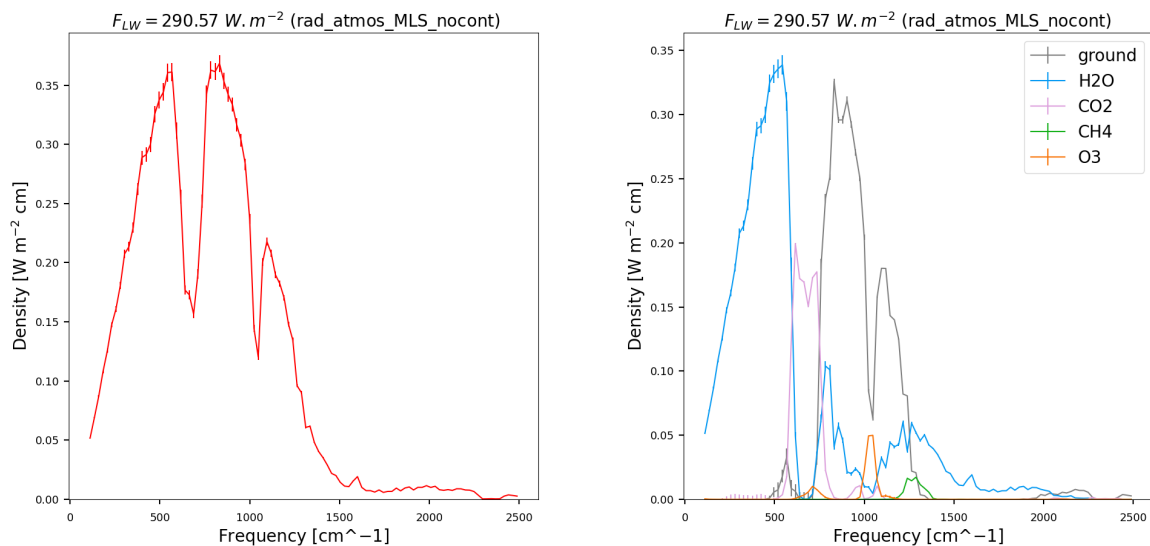 F_LW = 290.57 W.m^−2 (rad_atmos_MLS_nocont)
Density [W m^−2 cm]
0.35
0.30
0.25
0.20
0.15
0.10
0.05
0.00
0 500 1000 1500 2000 2500
Frequency [cm^−1]
F_LW = 290.57 W.m^−2 (rad_atmos_MLS_nocont)
Density [W m^−2 cm]
0.35
0.30
0.25
0.20
0.15
0.10
0.05
0.00
0 500 1000 1500 2000 2500
Frequency [cm^−1]
ground
H2O
CO2
CH4
O3